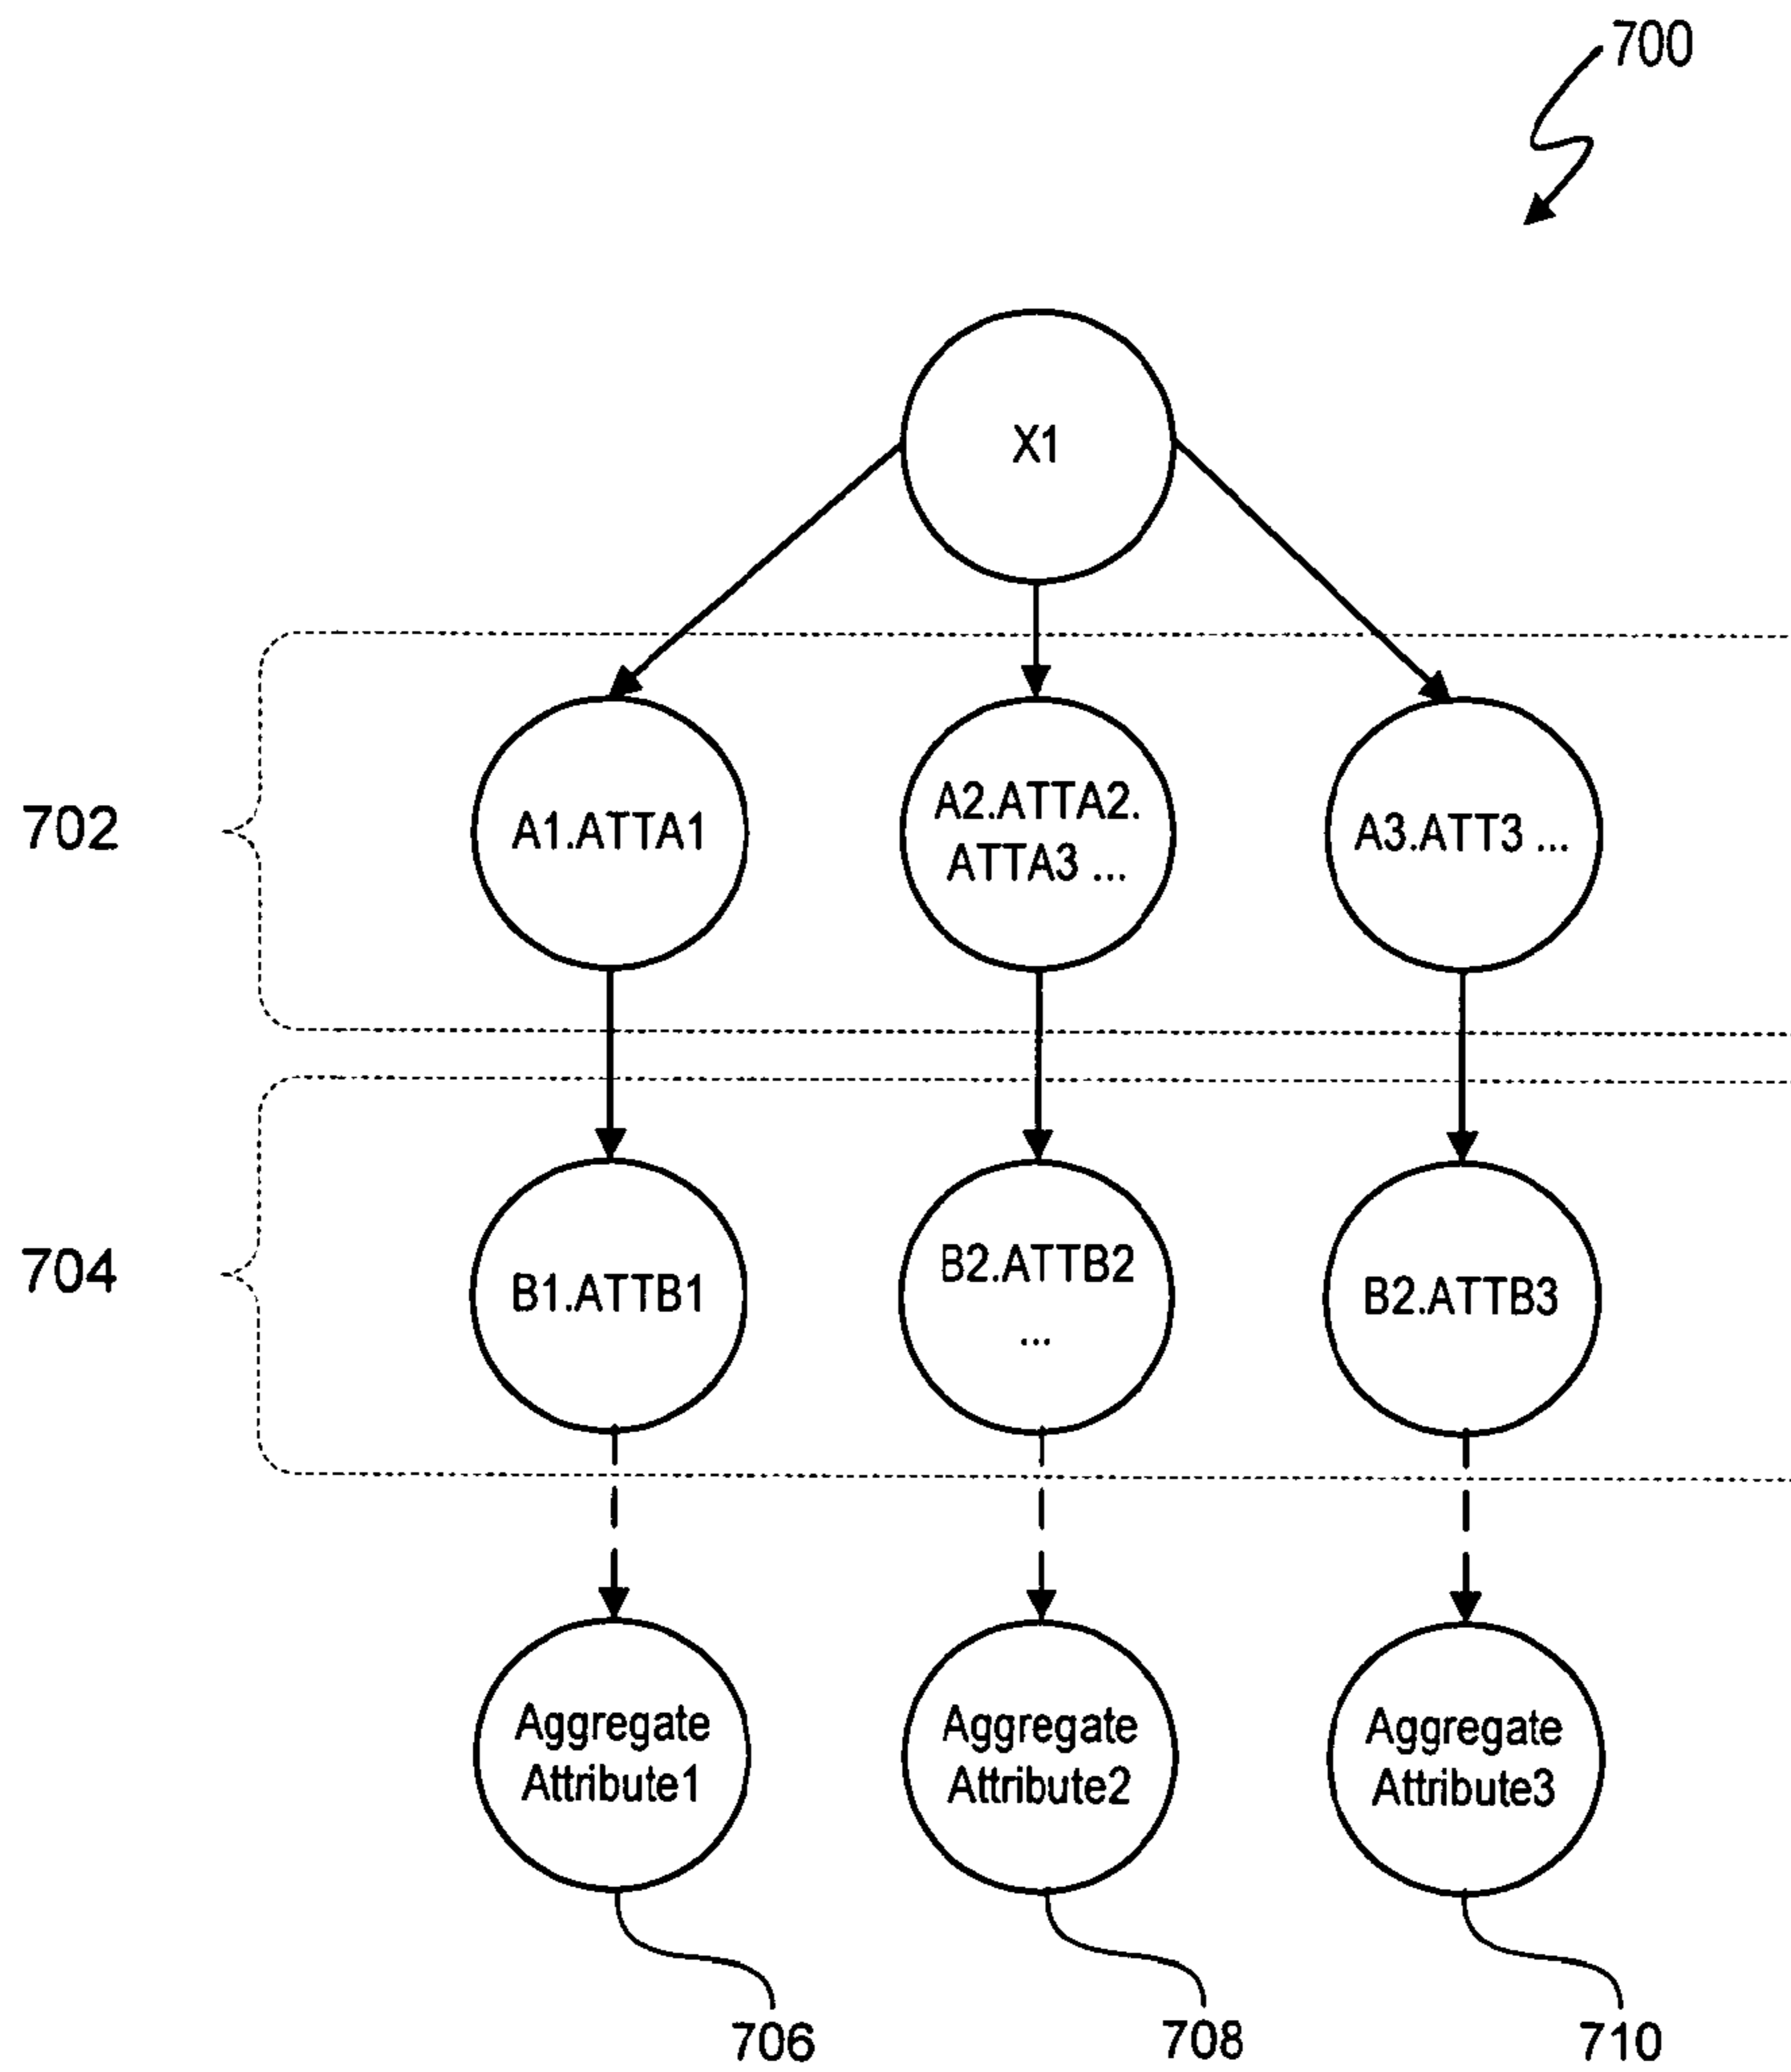 700
X1
702
A1.ATTA1
A2.ATTA2.
ATTA3 ...
A3.ATT3 ...
704
B1.ATTB1
B2.ATTB2
...
B2.ATTB3
Aggregate
Attribute1
Aggregate
Attribute2
Aggregate
Attribute3
706
708
710